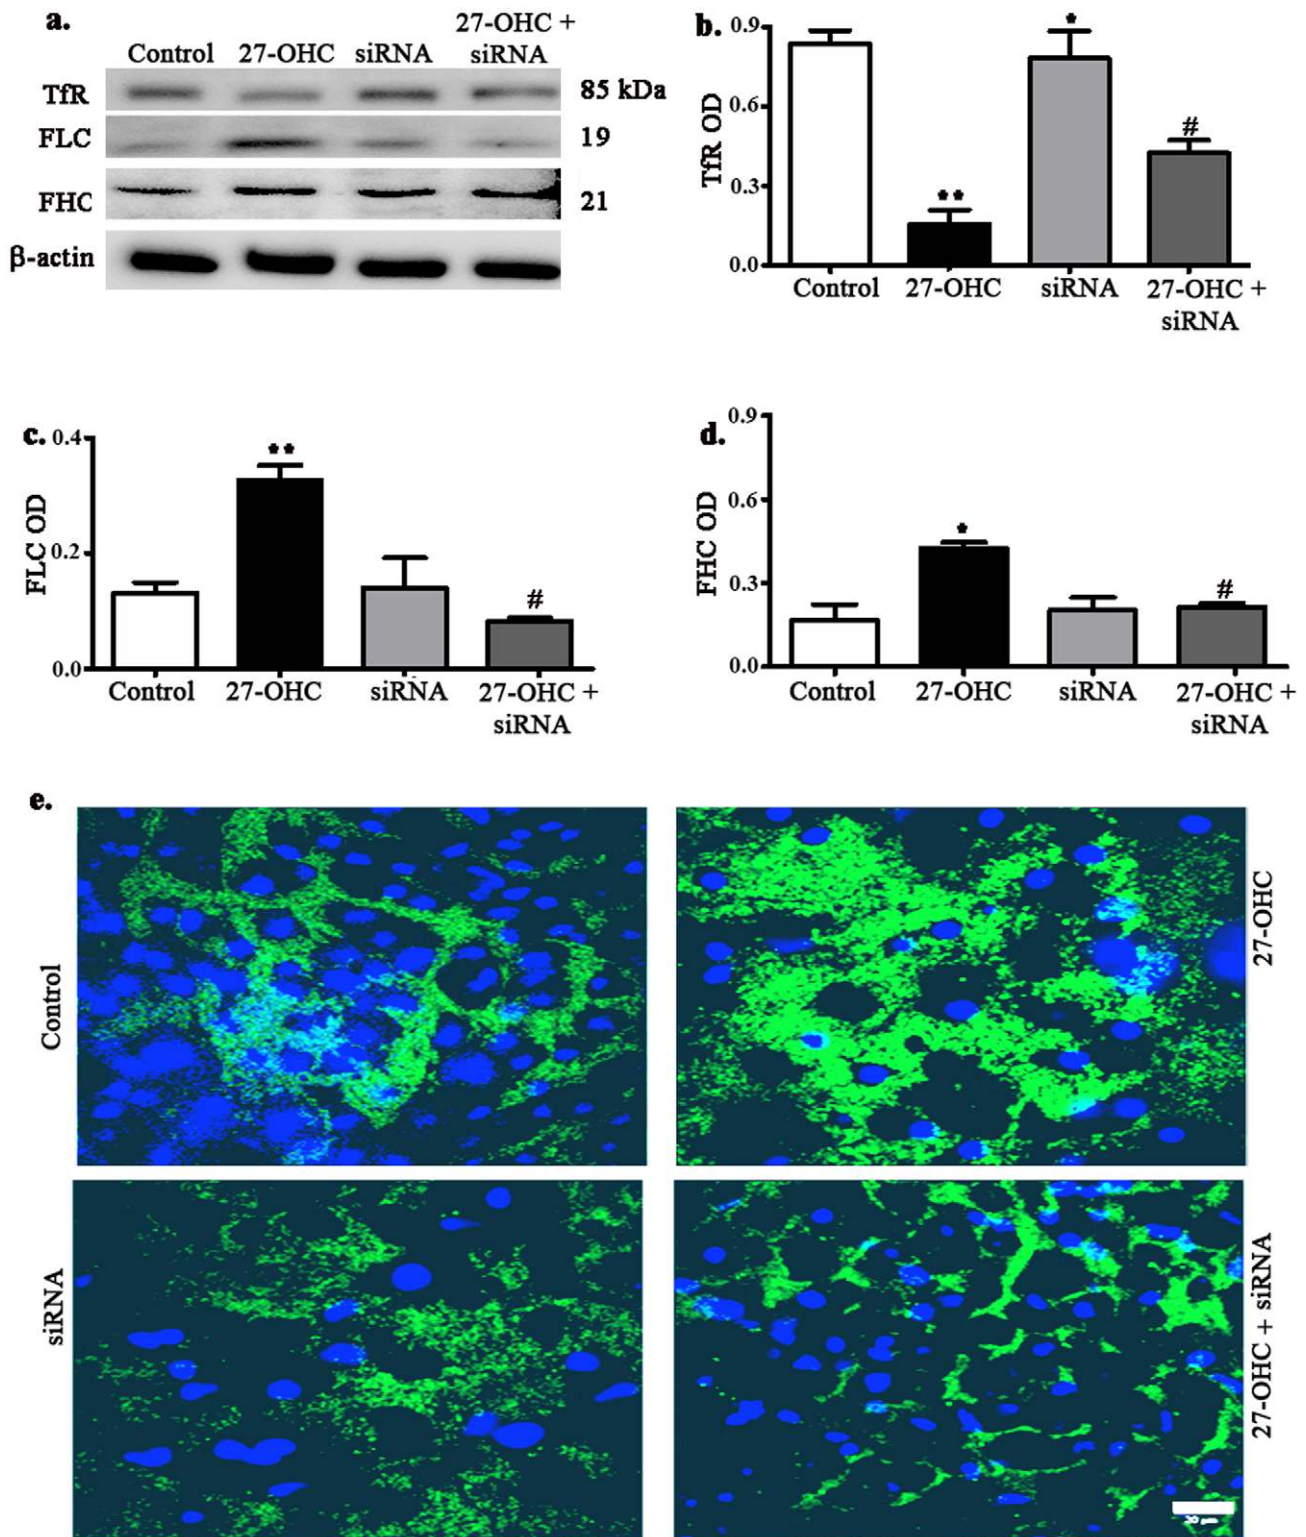 a.
Control 27-OHC siRNA 27-OHC +
siRNA
TfR 85 kDa
FLC 19
FHC 21
β-actin
b.
TfR OD
0.9
0.6
0.3
0.0
*
**
#
Control 27-OHC siRNA 27-OHC +
siRNA
c.
FLC OD
0.4
0.2
0.0
**
#
Control 27-OHC siRNA 27-OHC +
siRNA
d.
FHC OD
0.9
0.6
0.3
0.0
*
#
Control 27-OHC siRNA 27-OHC +
siRNA
e.
Control
27-OHC
siRNA
27-OHC + siRNA